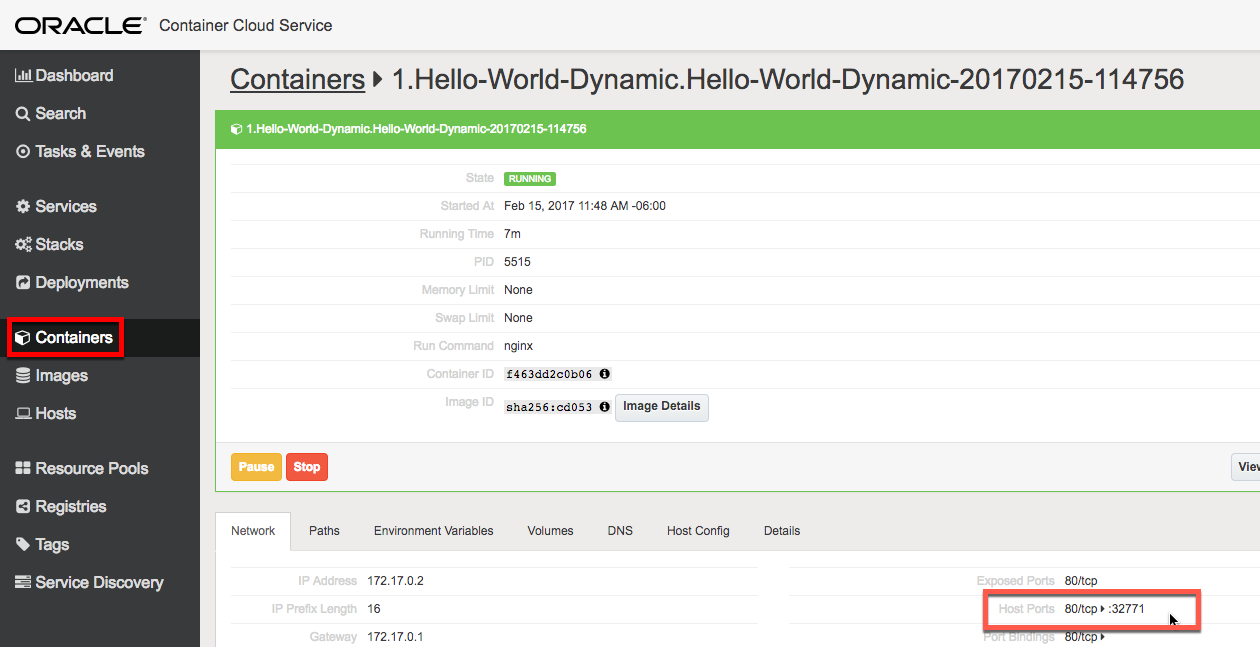 ORACLE® Container Cloud Service
Dashboard
Search
Tasks & Events
Services
Stacks
Deployments
Containers
Images
Hosts
Resource Pools
Registries
Tags
Service Discovery
Containers 1.Hello-World-Dynamic.Hello-World-Dynamic-20170215-114756
1.Hello-World-Dynamic.Hello-World-Dynamic-20170215-114756
State RUNNING
Started At Feb 15, 2017 11:48 AM -06:00
Running Time 7m
PID 5515
Memory Limit None
Swap Limit None
Run Command nginx
Container ID f463dd2c0b06
Image ID sha256:cd053 Image Details
Pause Stop View
Network Paths Environment Variables Volumes DNS Host Config Details
IP Address 172.17.0.2
IP Prefix Length 16
Gateway 172.17.0.1
Exposed Ports 80/tcp
Host Ports 80/tcp :32771
Port Bindings 80/tcp